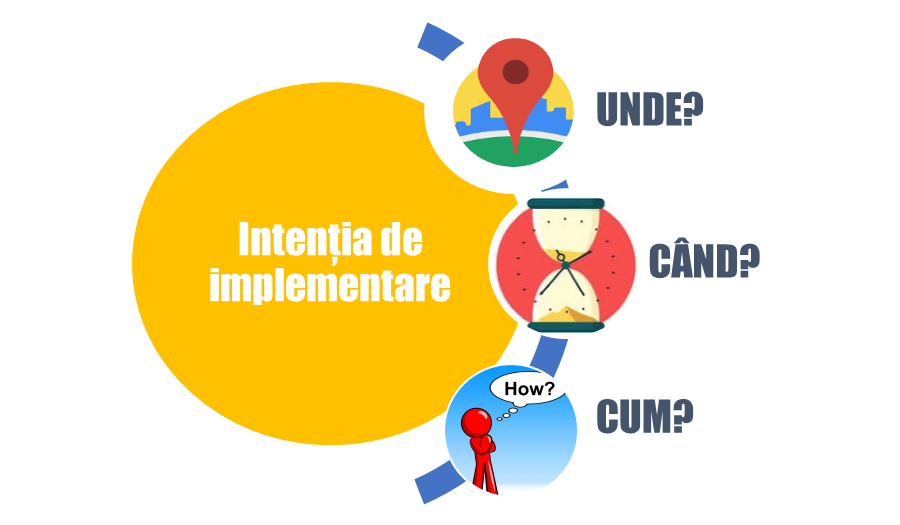 Intenția de
implementare
UNDE?
CÂND?
How?
CUM?